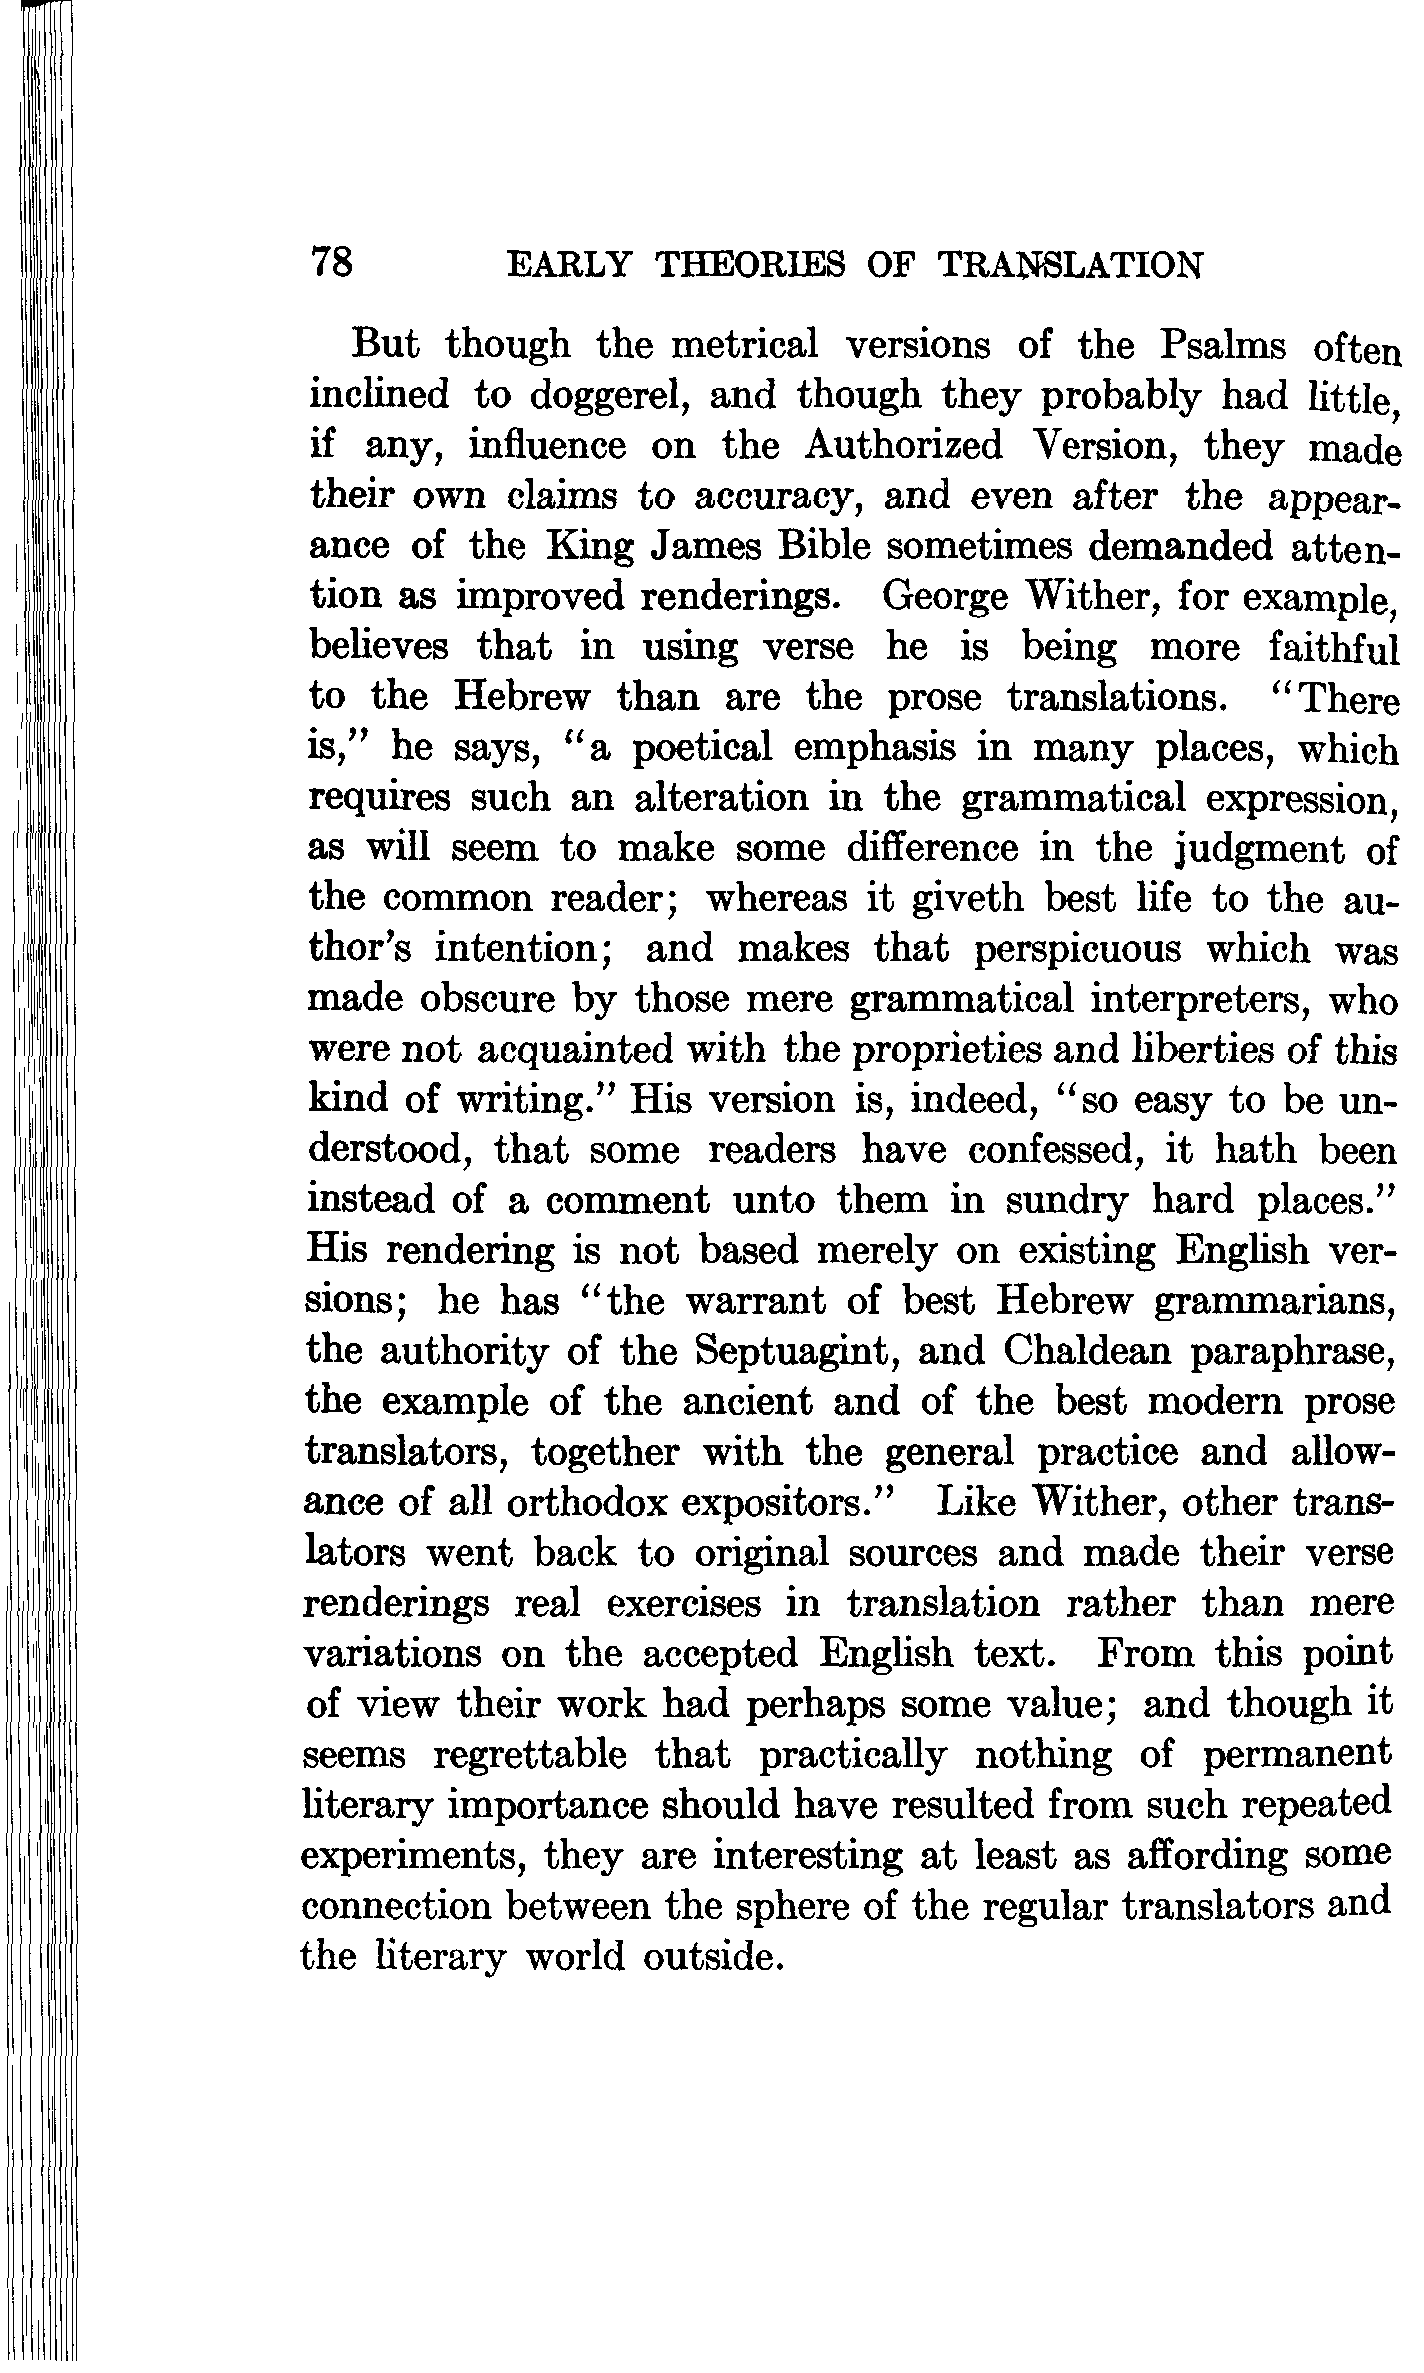 78 EARLY THEORIES OF TRANSLATION
But though the metrical versions of the Psalms often
inclined to doggerel, and though they probably had little,
if any, influence on the Authorized Version, they made
their own claims to accuracy, and even after the appear-
ance of the King James Bible sometimes demanded atten-
tion as improved renderings. George Wither, for example,
believes that in using verse he is being more faithful
to the Hebrew than are the prose translations. “There
is,” he says, “a poetical emphasis in many places, which
requires such an alteration in the grammatical expression,
as will seem to make some difference in the judgment of
the common reader; whereas it giveth best life to the au-
thor’s intention; and makes that perspicuous which was
made obscure by those mere grammatical interpreters, who
were not acquainted with the proprieties and liberties of this
kind of writing.” His version is, indeed, “so easy to be un-
derstood, that some readers have confessed, it hath been
instead of a comment unto them in sundry hard places.”
His rendering is not based merely on existing English ver-
sions; he has “the warrant of best Hebrew grammarians,
the authority of the Septuagint, and Chaldean paraphrase,
the example of the ancient and of the best modern prose
translators, together with the general practice and allow-
ance of all orthodox expositors.” Like Wither, other trans-
lators went back to original sources and made their verse
renderings real exercises in translation rather than mere
variations on the accepted English text. From this point
of view their work had perhaps some value; and though it
seems regrettable that practically nothing of permanent
literary importance should have resulted from such repeated
experiments, they are interesting at least as affording some
connection between the sphere of the regular translators and
the literary world outside.